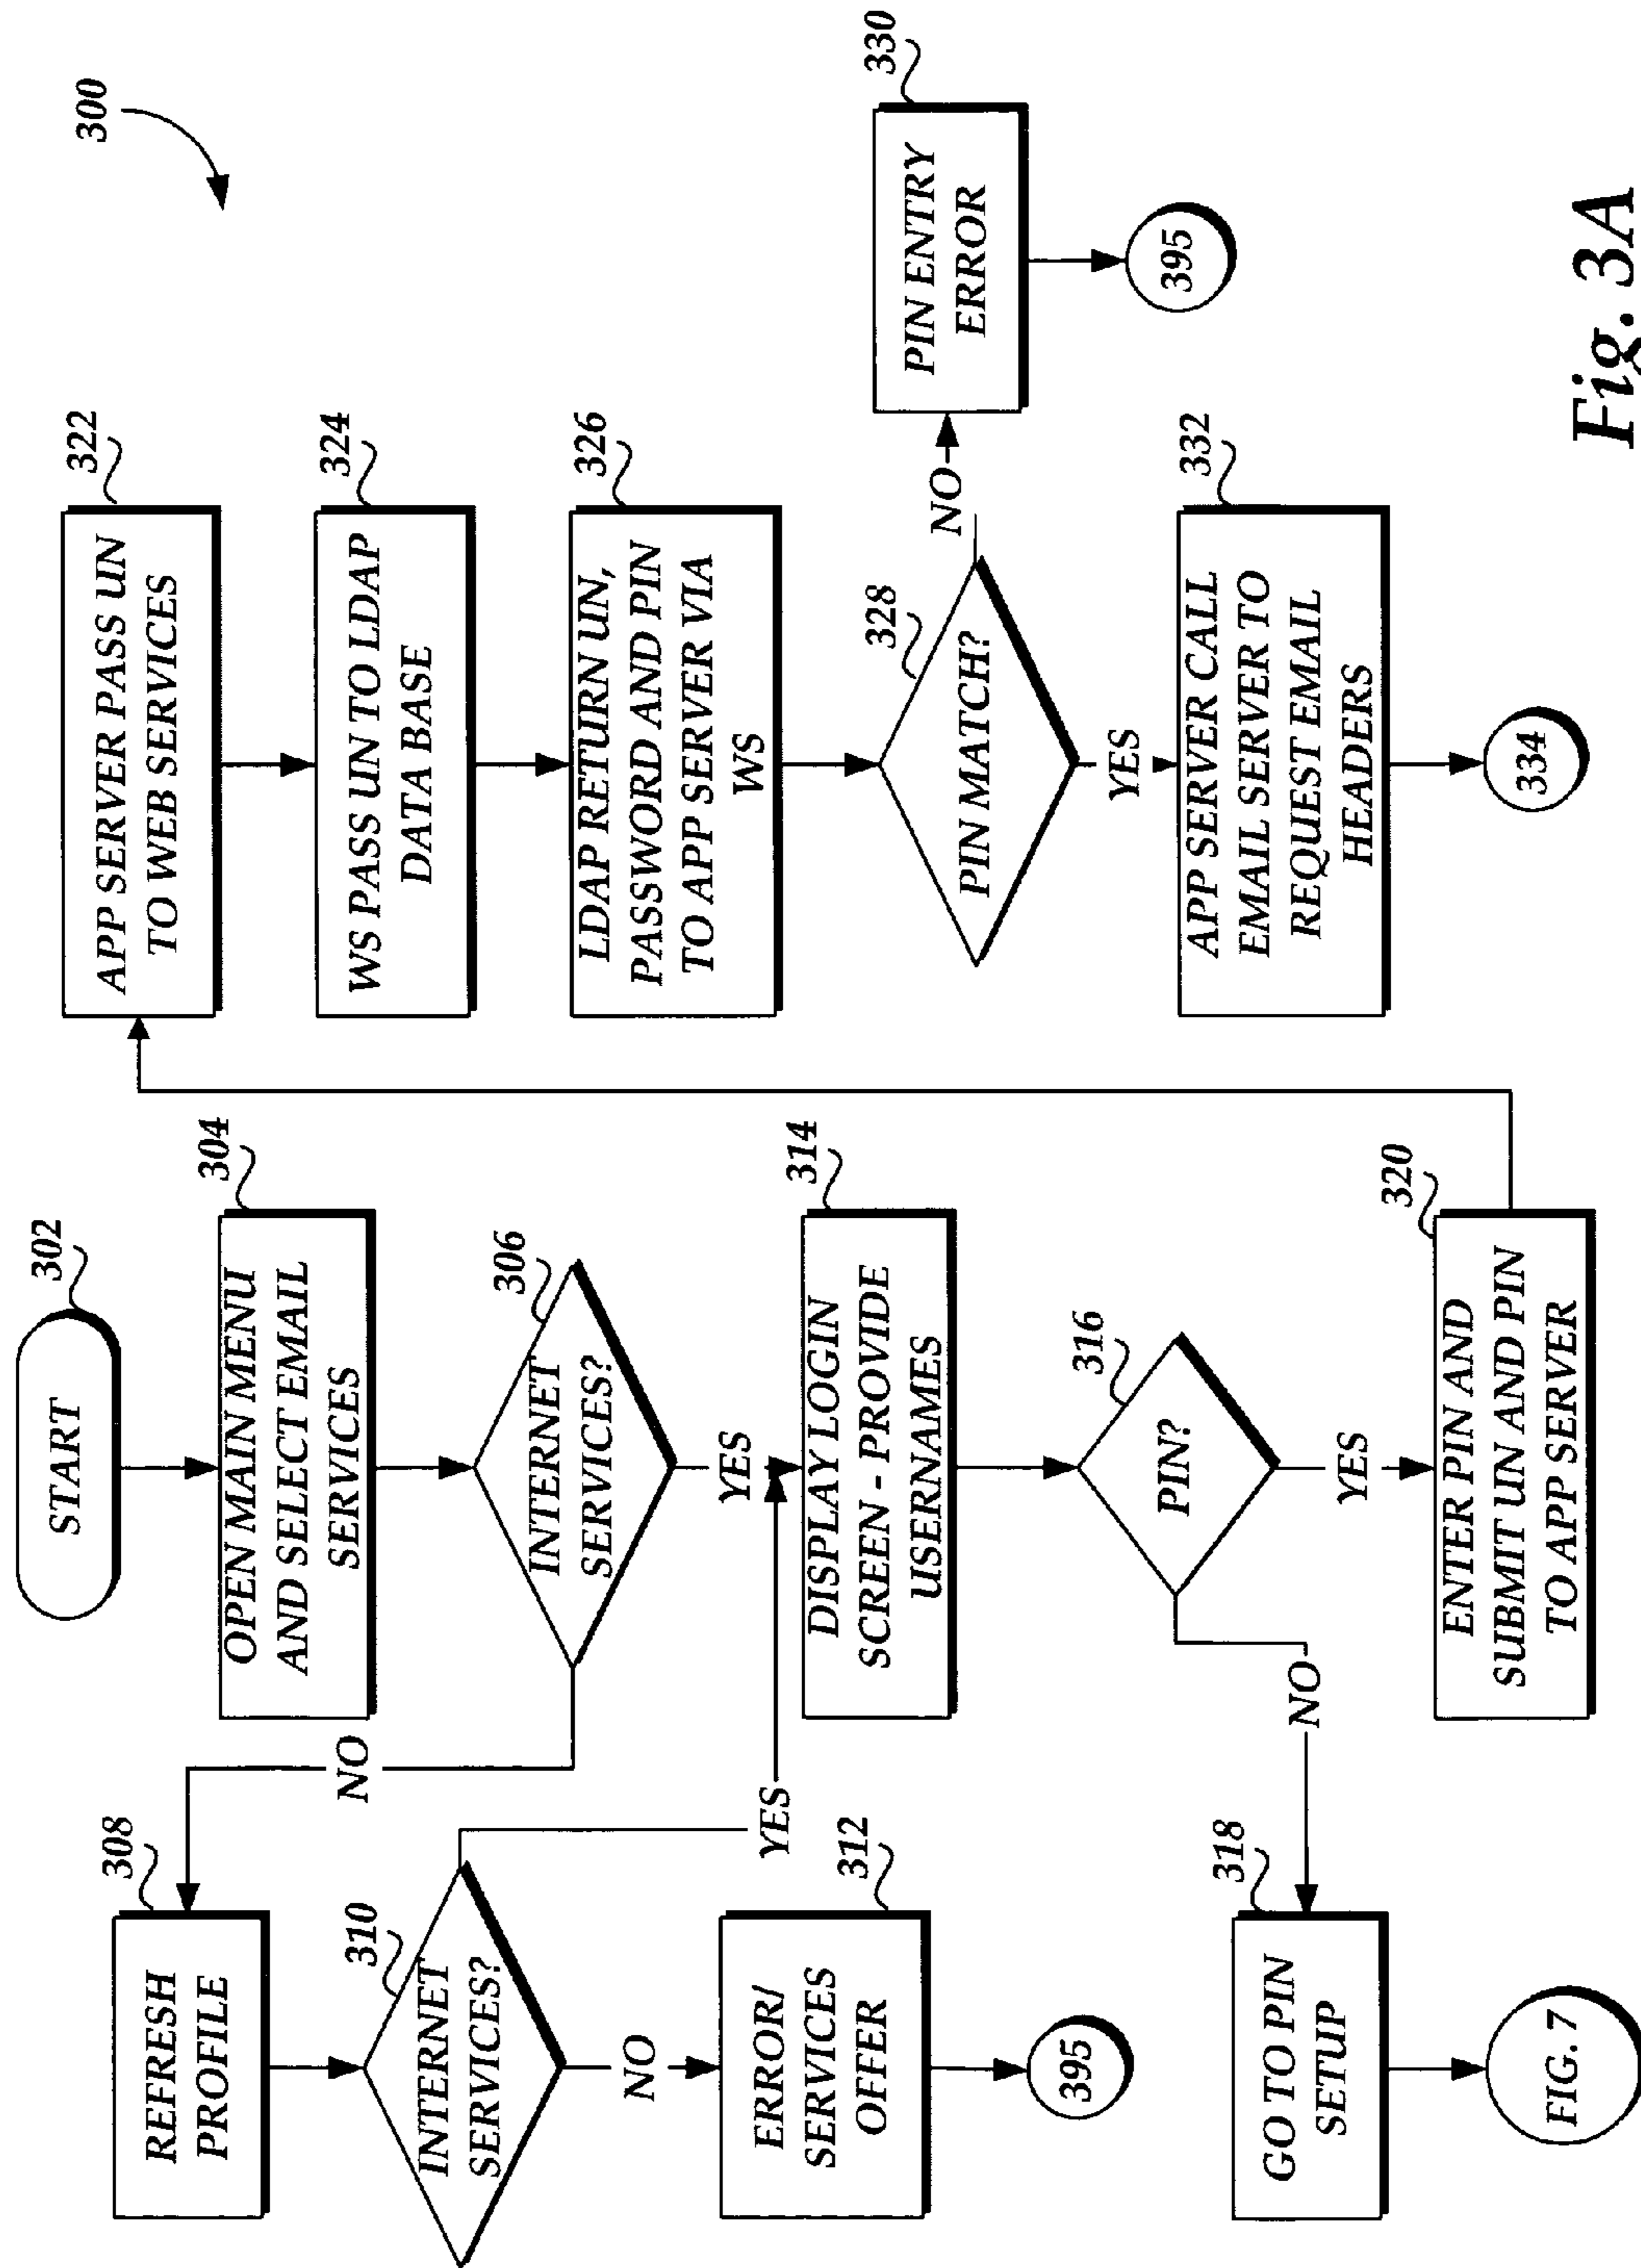 300
302
START
304
OPEN MAIN MENU
AND SELECT EMAIL
SERVICES
306
INTERNET
SERVICES?
NO
YES
308
REFRESH
PROFILE
310
INTERNET
SERVICES?
YES
NO
312
ERROR/
SERVICES
OFFER
395
314
DISPLAY LOGIN
SCREEN - PROVIDE
USERNAMES
316
PIN?
NO
YES
318
GO TO PIN
SETUP
FIG. 7
320
ENTER PIN AND
SUBMIT UN AND PIN
TO APP SERVER
322
APP SERVER PASS UN
TO WEB SERVICES
324
WS PASS UN TO LDAP
DATA BASE
326
LDAP RETURN UN,
PASSWORD AND PIN
TO APP SERVER VIA
WS
328
PIN MATCH?
NO
YES
330
PIN ENTRY
ERROR
395
332
APP SERVER CALL
EMAIL SERVER TO
REQUEST EMAIL
HEADERS
334
Fig. 3A